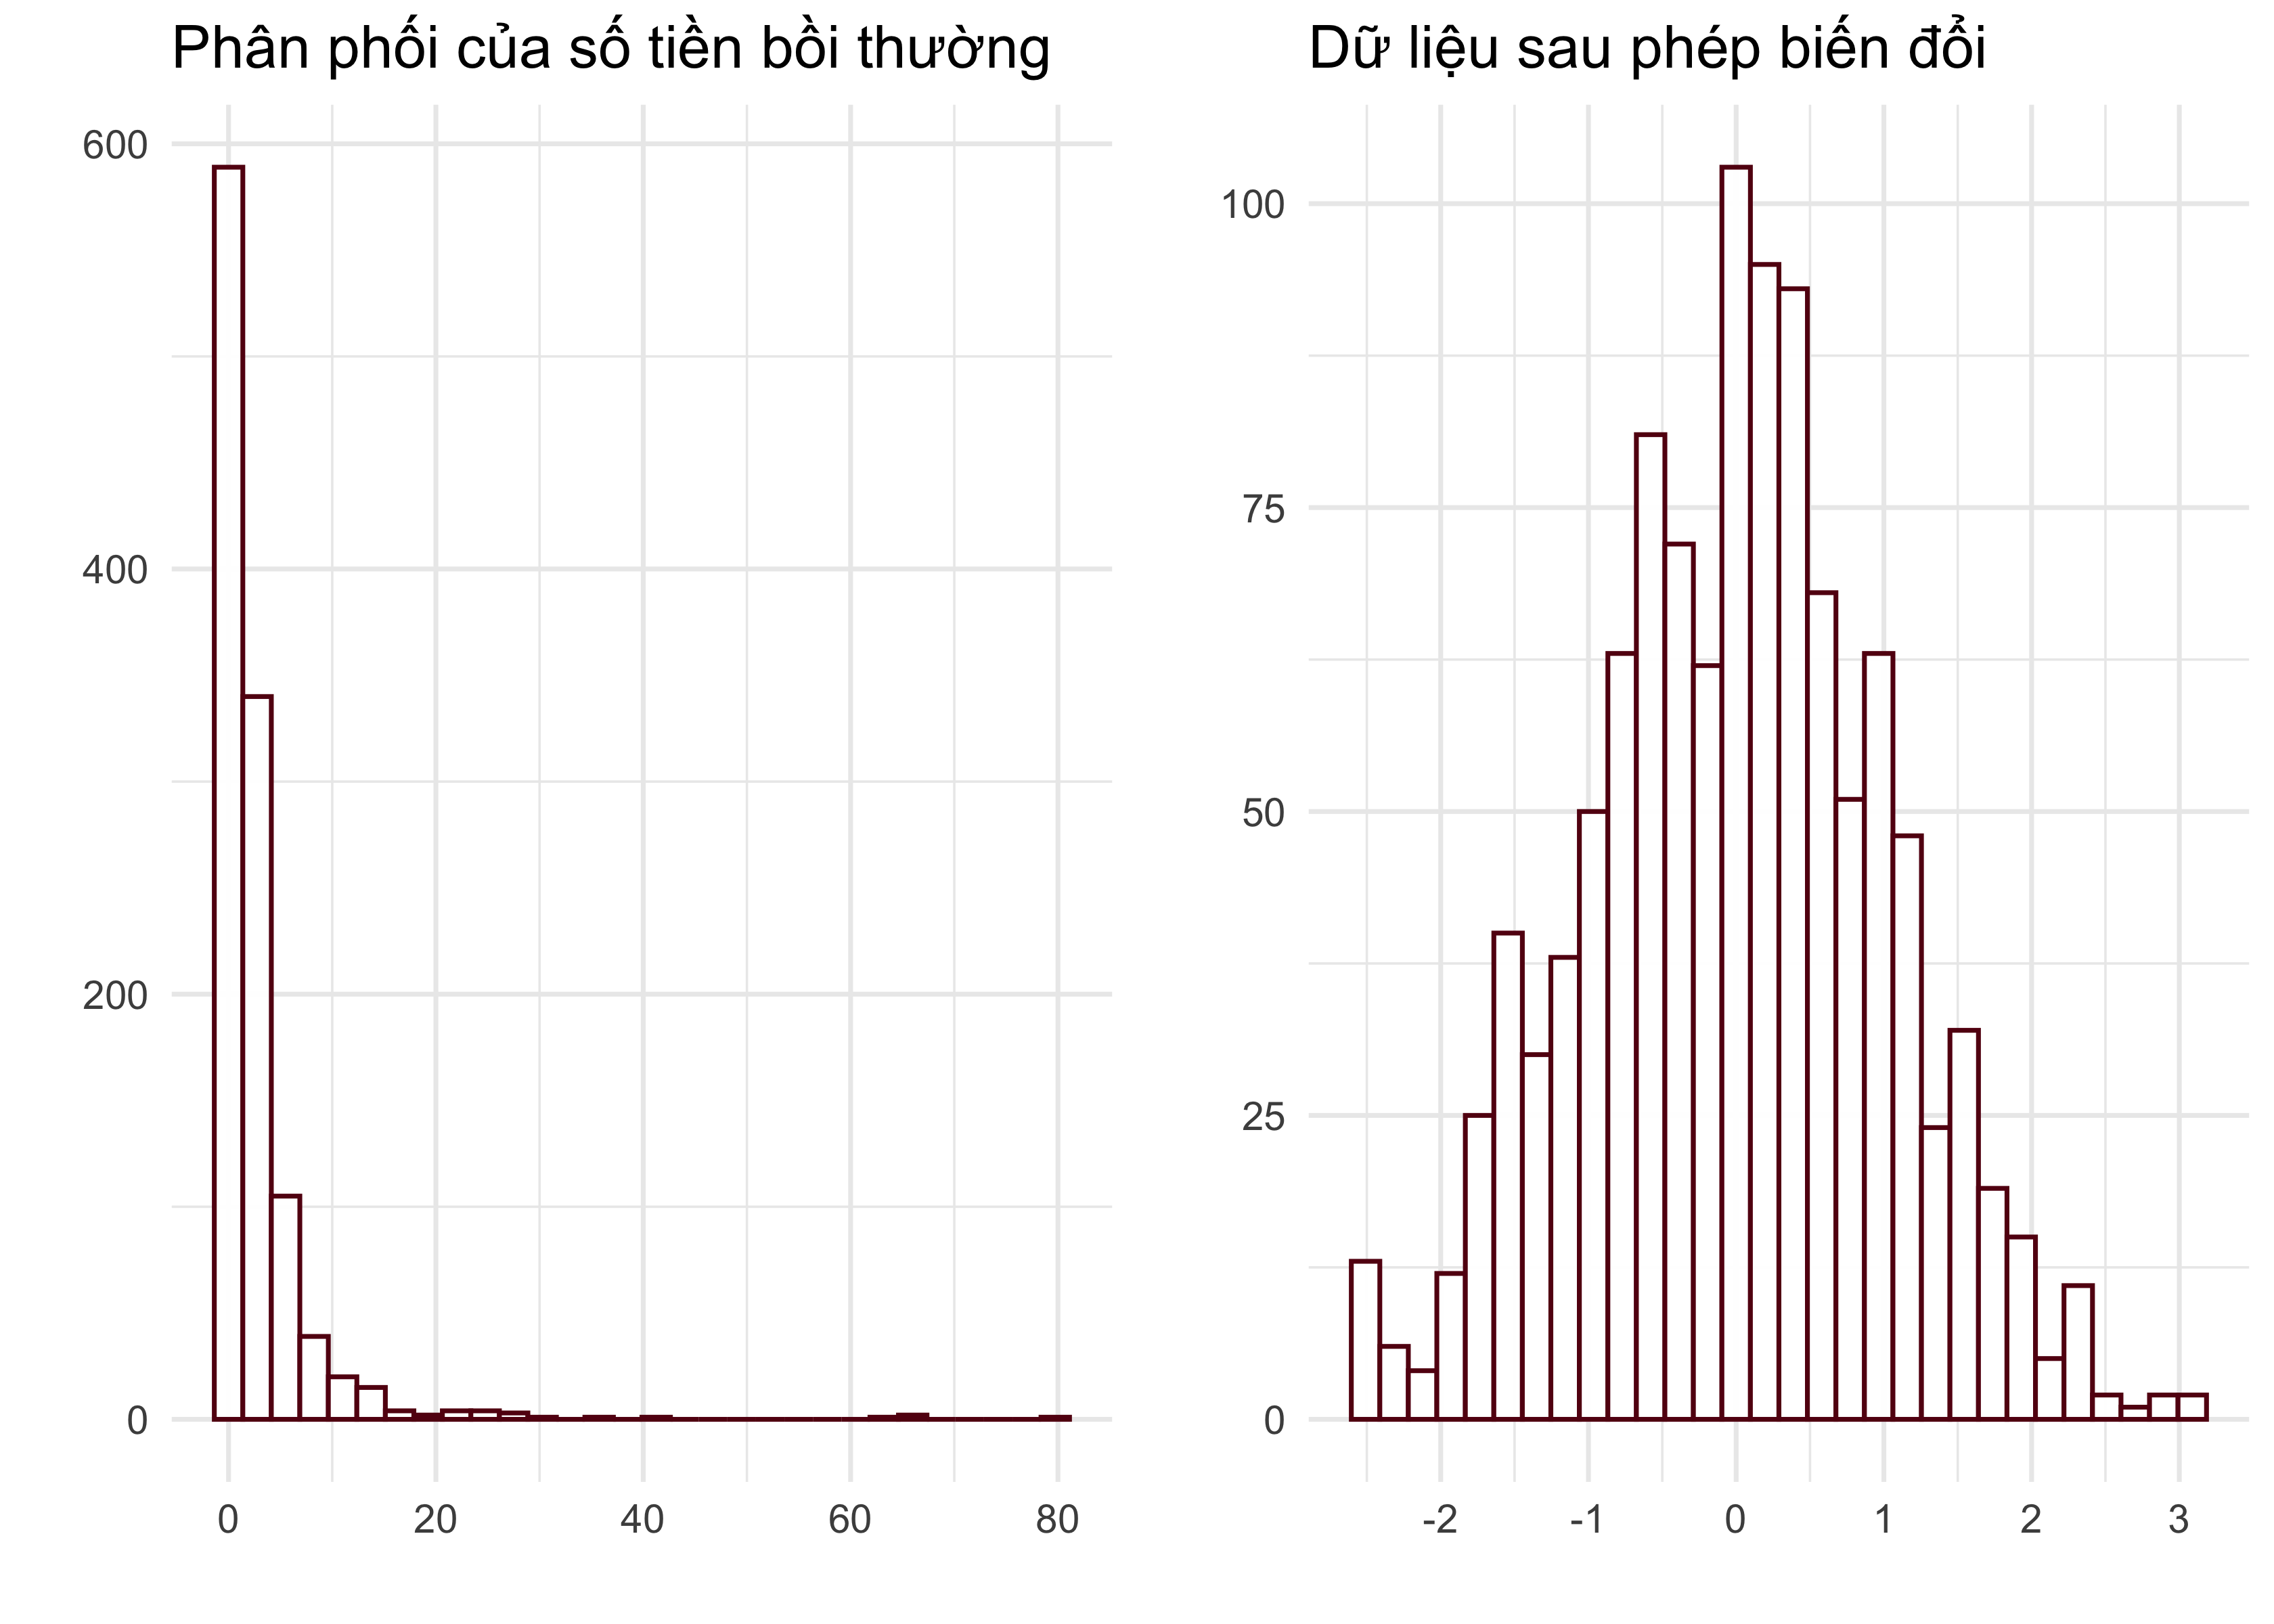 Phân phối của số tiền bồi thường
600
400
200
0
0 20 40 60 80
Dữ liệu sau phép biến đổi
100
75
50
25
0
-2 -1 0 1 2 3